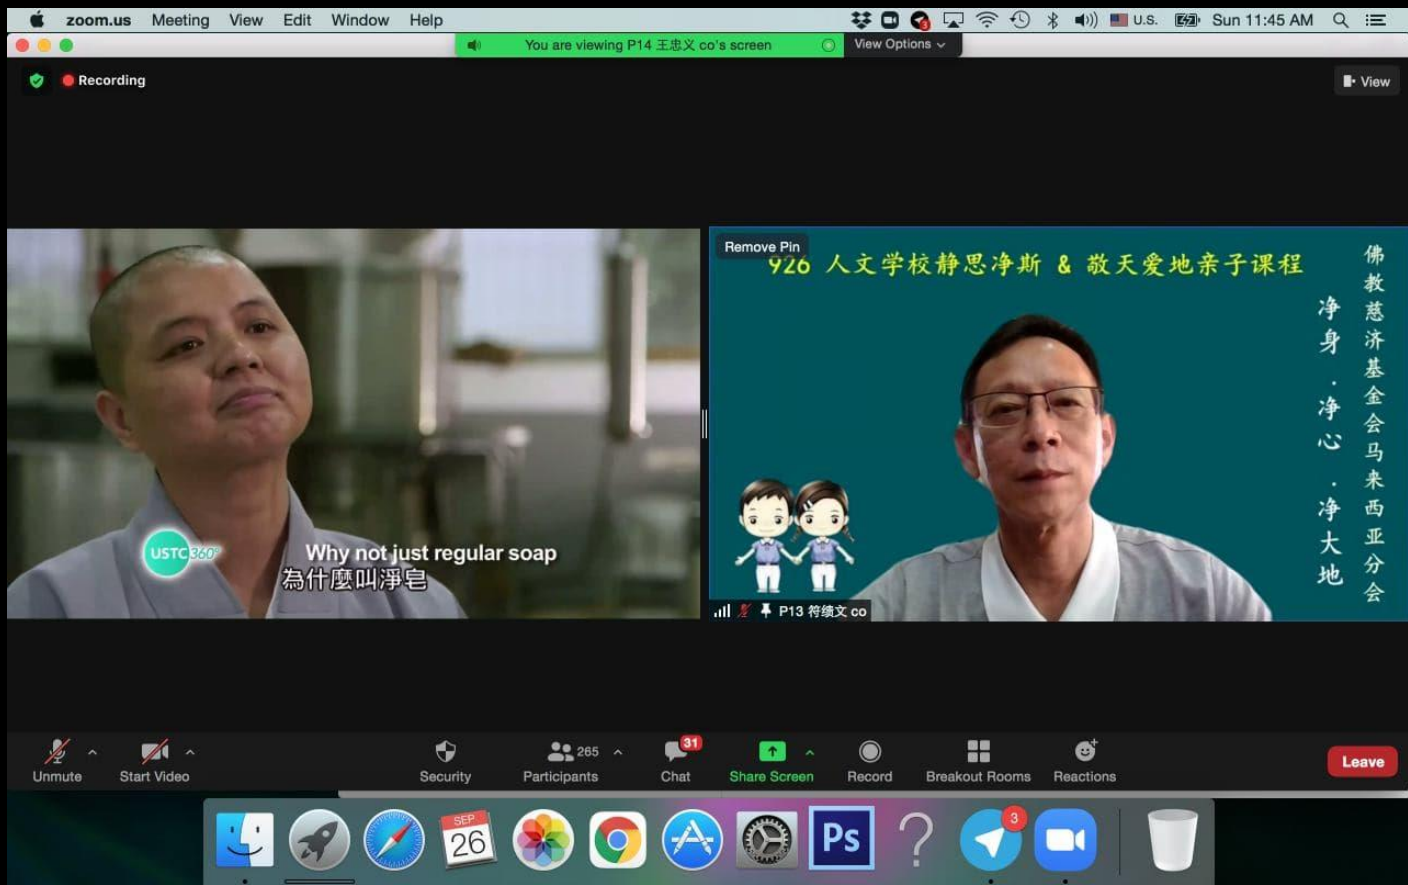 zoom.us Meeting View Edit Window Help
3
U.S. Sun 11:45 AM
You are viewing P14 王忠义 co's screen
View Options
Recording
View
Why not just regular soap
為什麼叫淨皂
USTC 360°
Remove Pin
926 人文学校静思净斯 & 敬天爱地亲子课程
佛教慈济基金会马来西亚分会
净身.净心.净大地
P13 符绩文 co
Unmute
Start Video
Security
265
Participants
31
Chat
Share Screen
Record
Breakout Rooms
Reactions
Leave
SEP
26
Ps
?
3